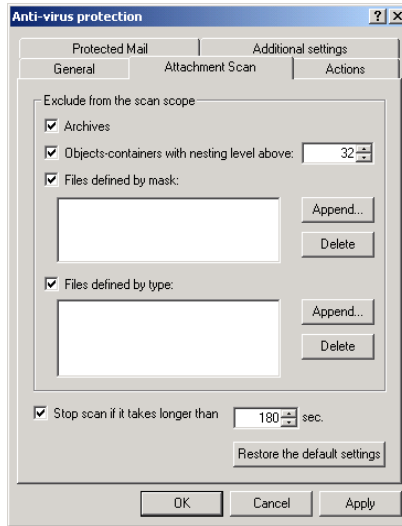 Anti-virus protection
Protected Mail Additional settings
General Attachment Scan Actions
Exclude from the scan scope
Archives
Objects-containers with nesting level above: 32
Files defined by mask:
Append...
Delete
Files defined by type:
Append...
Delete
Stop scan if it takes longer than 180 sec.
Restore the default settings
OK Cancel Apply